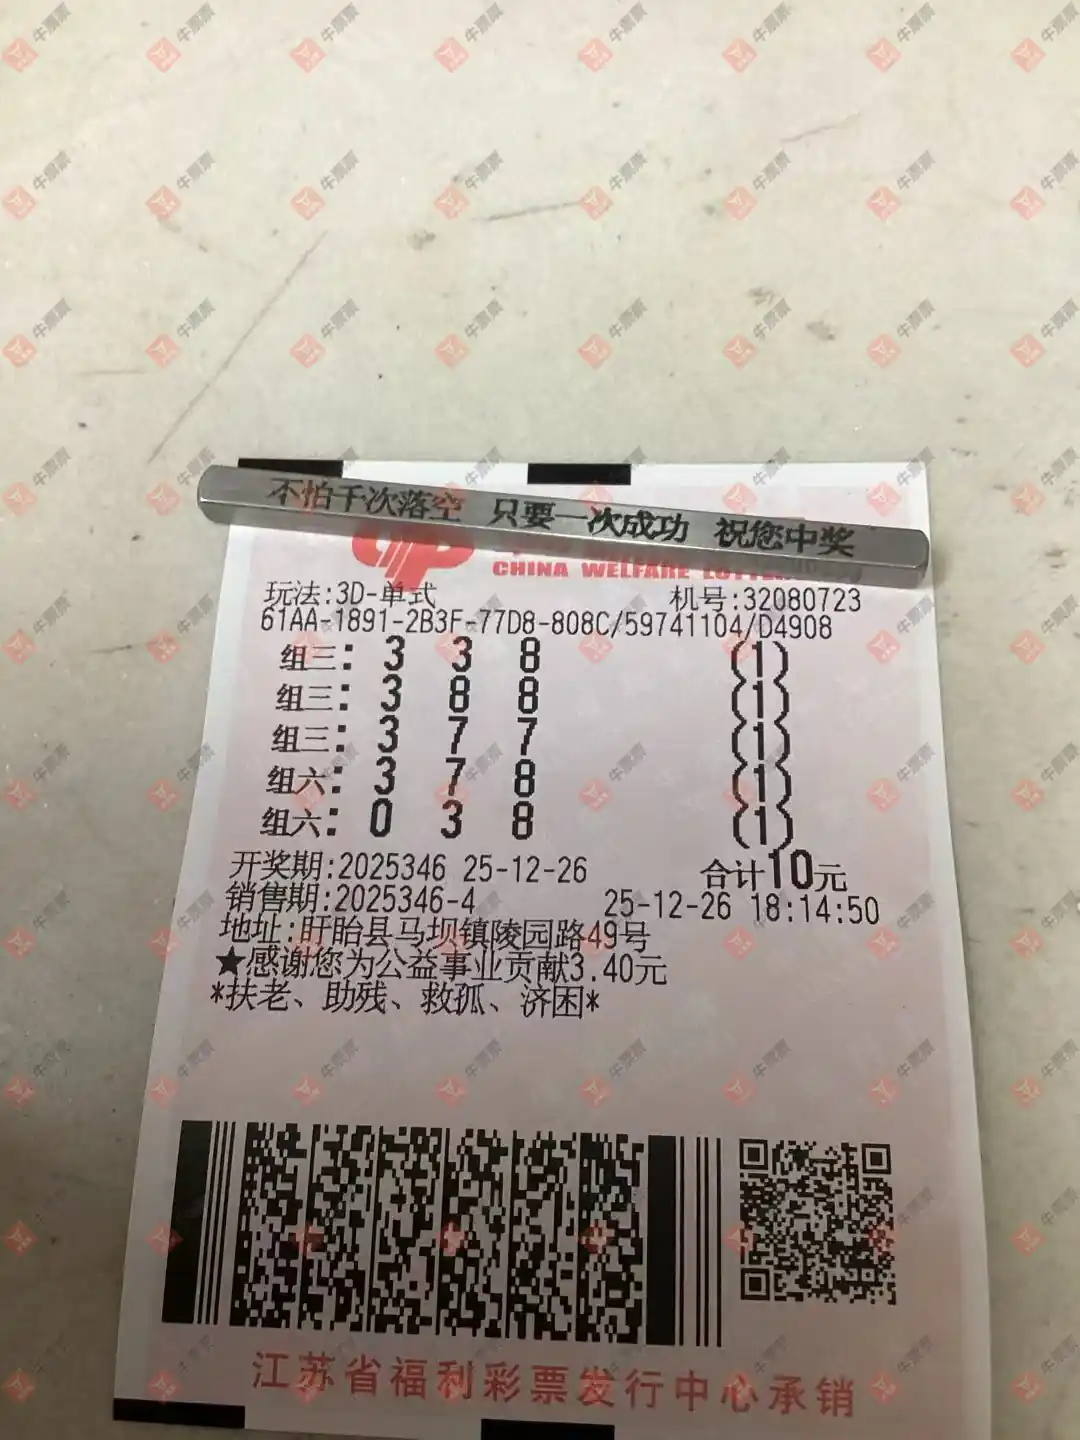 不怕千次落空 只要一次成功 祝您中奖
CHINA WELFARE
玩法:3D-单式 机号:32080723
61AA-1891-2B3F-77D8-808C/59741104/D4908
组三: 3 3 8 (1)
组三: 3 8 8 (1)
组三: 3 7 7 (1)
组六: 3 7 8 (1)
组六: 0 3 8 (1)
开奖期:2025346 25-12-26 合计10元
销售期:2025346-4 25-12-26 18:14:50
地址:盱眙县马坝镇陵园路49号
★感谢您为公益事业贡献3.40元
*扶老、助残、救孤、济困*
江苏省福利彩票发行中心承销
牛票票